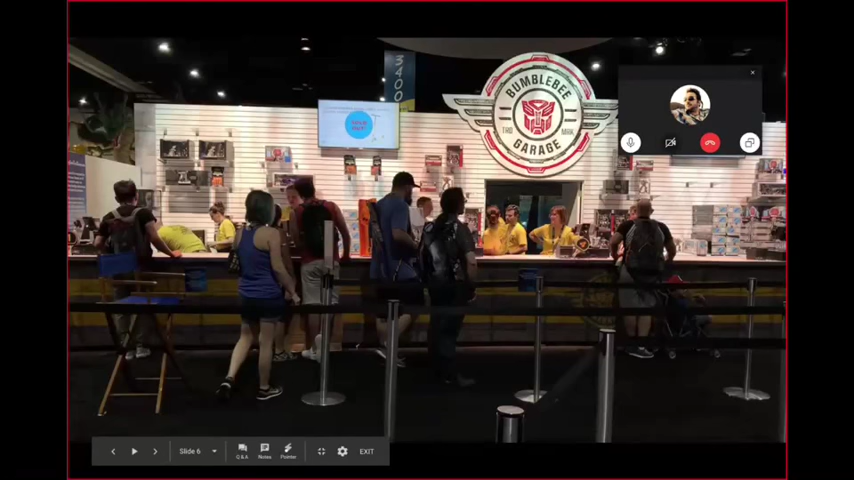 3400
BUMBLEBEE
TRD MRK
GARAGE
Slide 6
Q & A
Notes
Pointer
EXIT